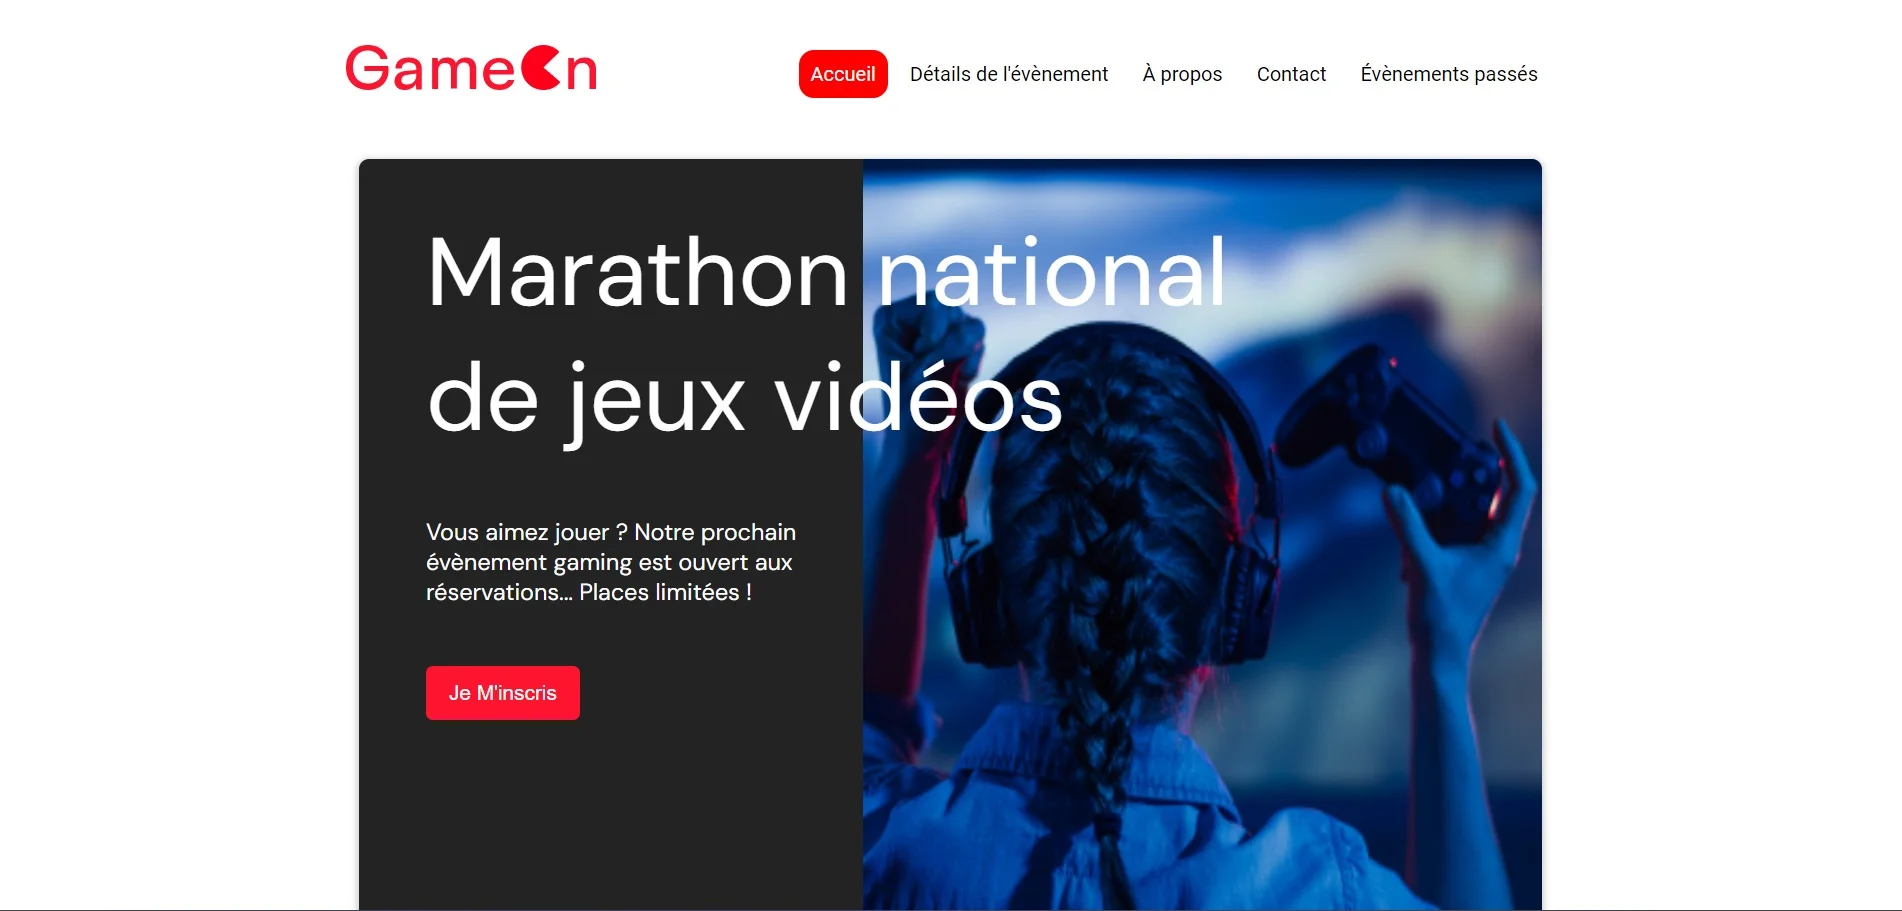 GameOn
Accueil Détails de l'évènement À propos Contact Évènements passés
Marathon national
de jeux vidéos
Vous aimez jouer ? Notre prochain
évènement gaming est ouvert aux
réservations... Places limitées !
Je M'inscris